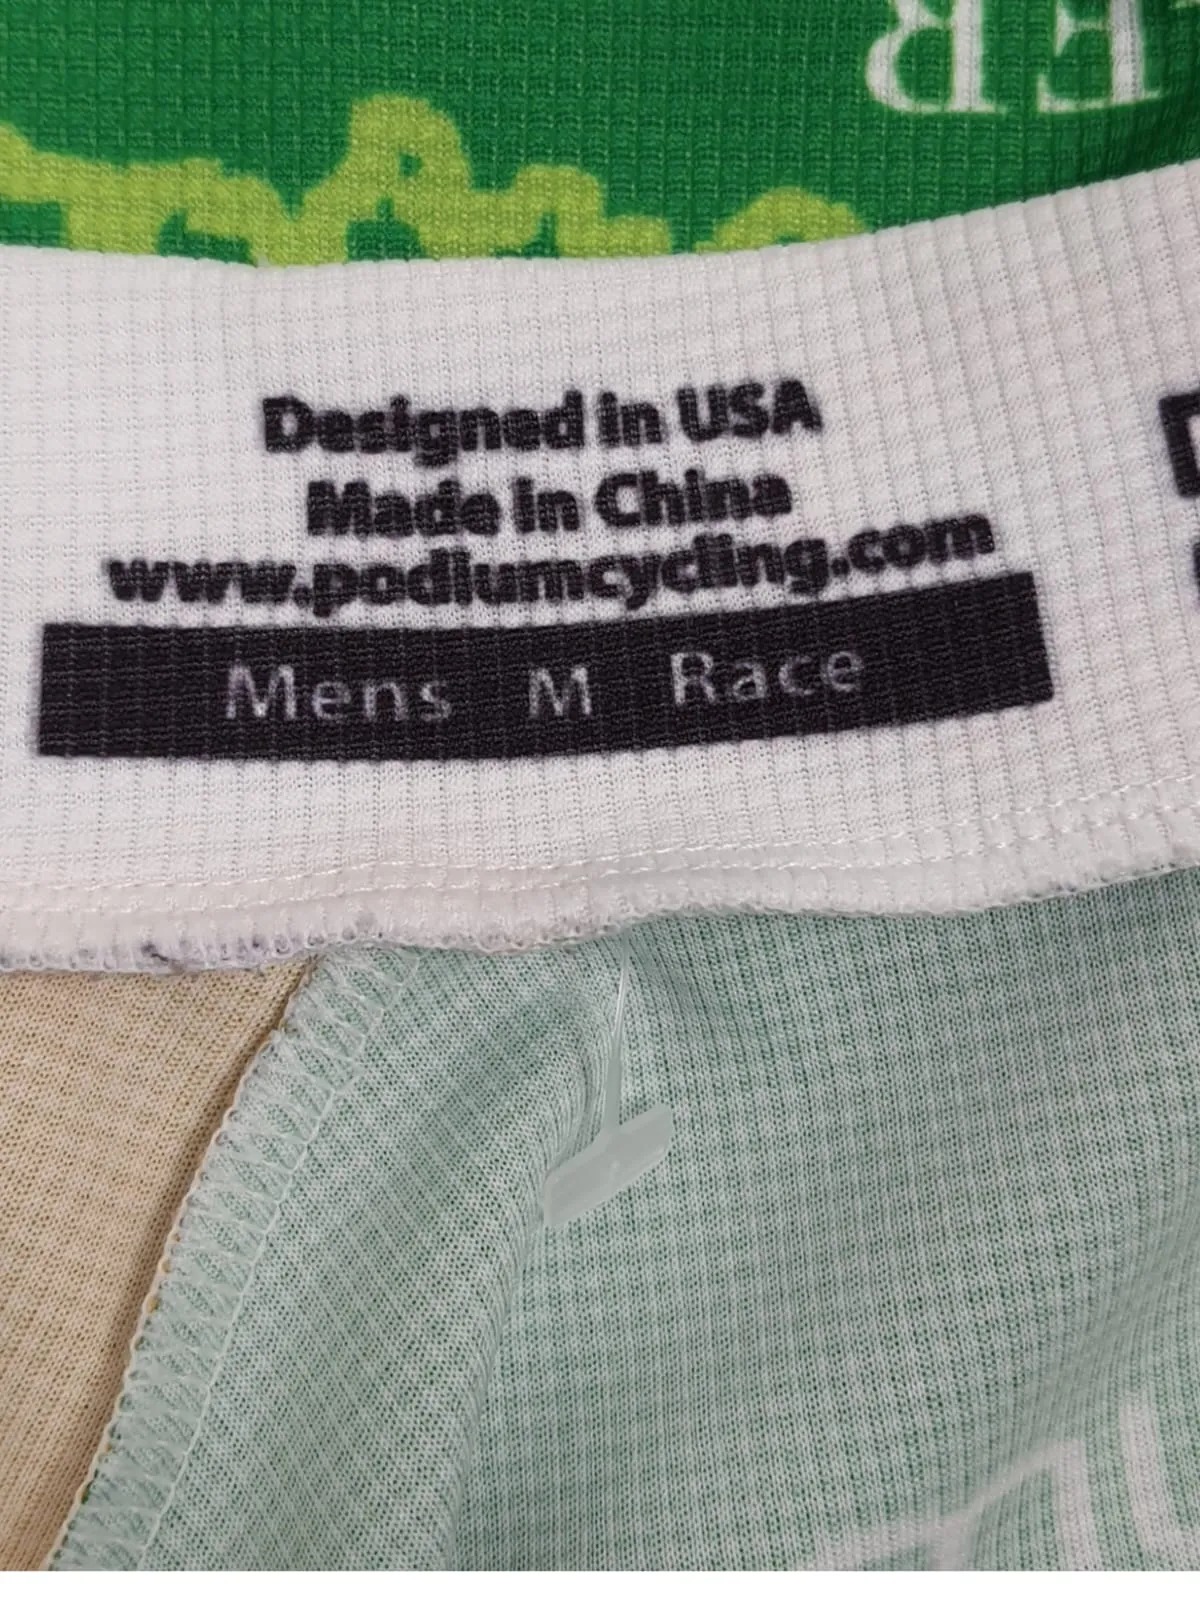 Designed in USA
Made in China
www.podiumcycling.com
Mens M Race